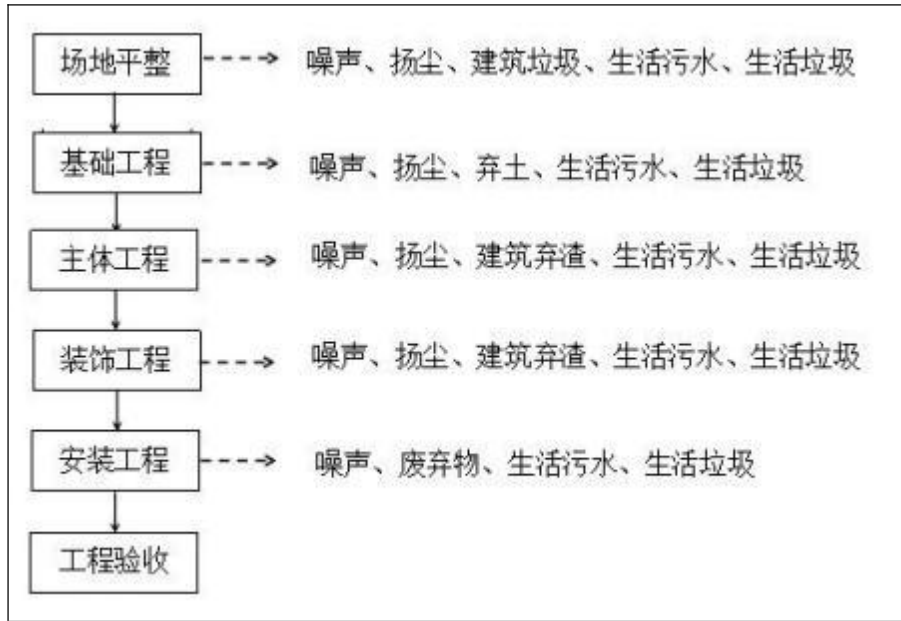 场地平整 噪声、扬尘、建筑垃圾、生活污水、生活垃圾
基础工程 噪声、扬尘、弃土、生活污水、生活垃圾
主体工程 噪声、扬尘、建筑弃渣、生活污水、生活垃圾
装饰工程 噪声、扬尘、建筑弃渣、生活污水、生活垃圾
安装工程 噪声、废弃物、生活污水、生活垃圾
工程验收